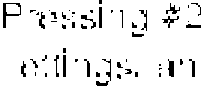 Pressing #2
ettings, an